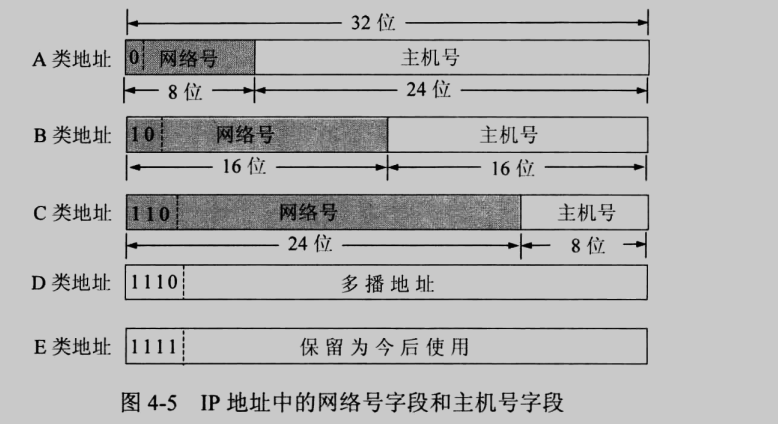 32 位
A 类地址 0 网络号 主机号
8 位 24 位
B 类地址 10 网络号 主机号
16 位 16 位
C 类地址 110 网络号 主机号
24 位 8 位
D 类地址 1110 多播地址
E 类地址 1111 保留为今后使用
图 4-5 IP 地址中的网络号字段和主机号字段